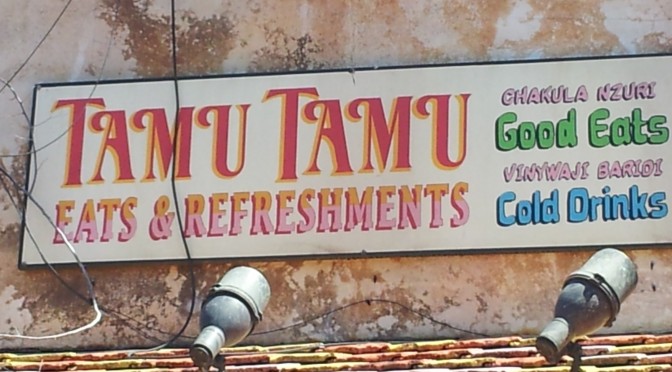 TAMU TAMU
EATS & REFRESHMENTS
CHAKULA NZURI
Good Eats
VINYWAJI BARIDI
Cold Drinks